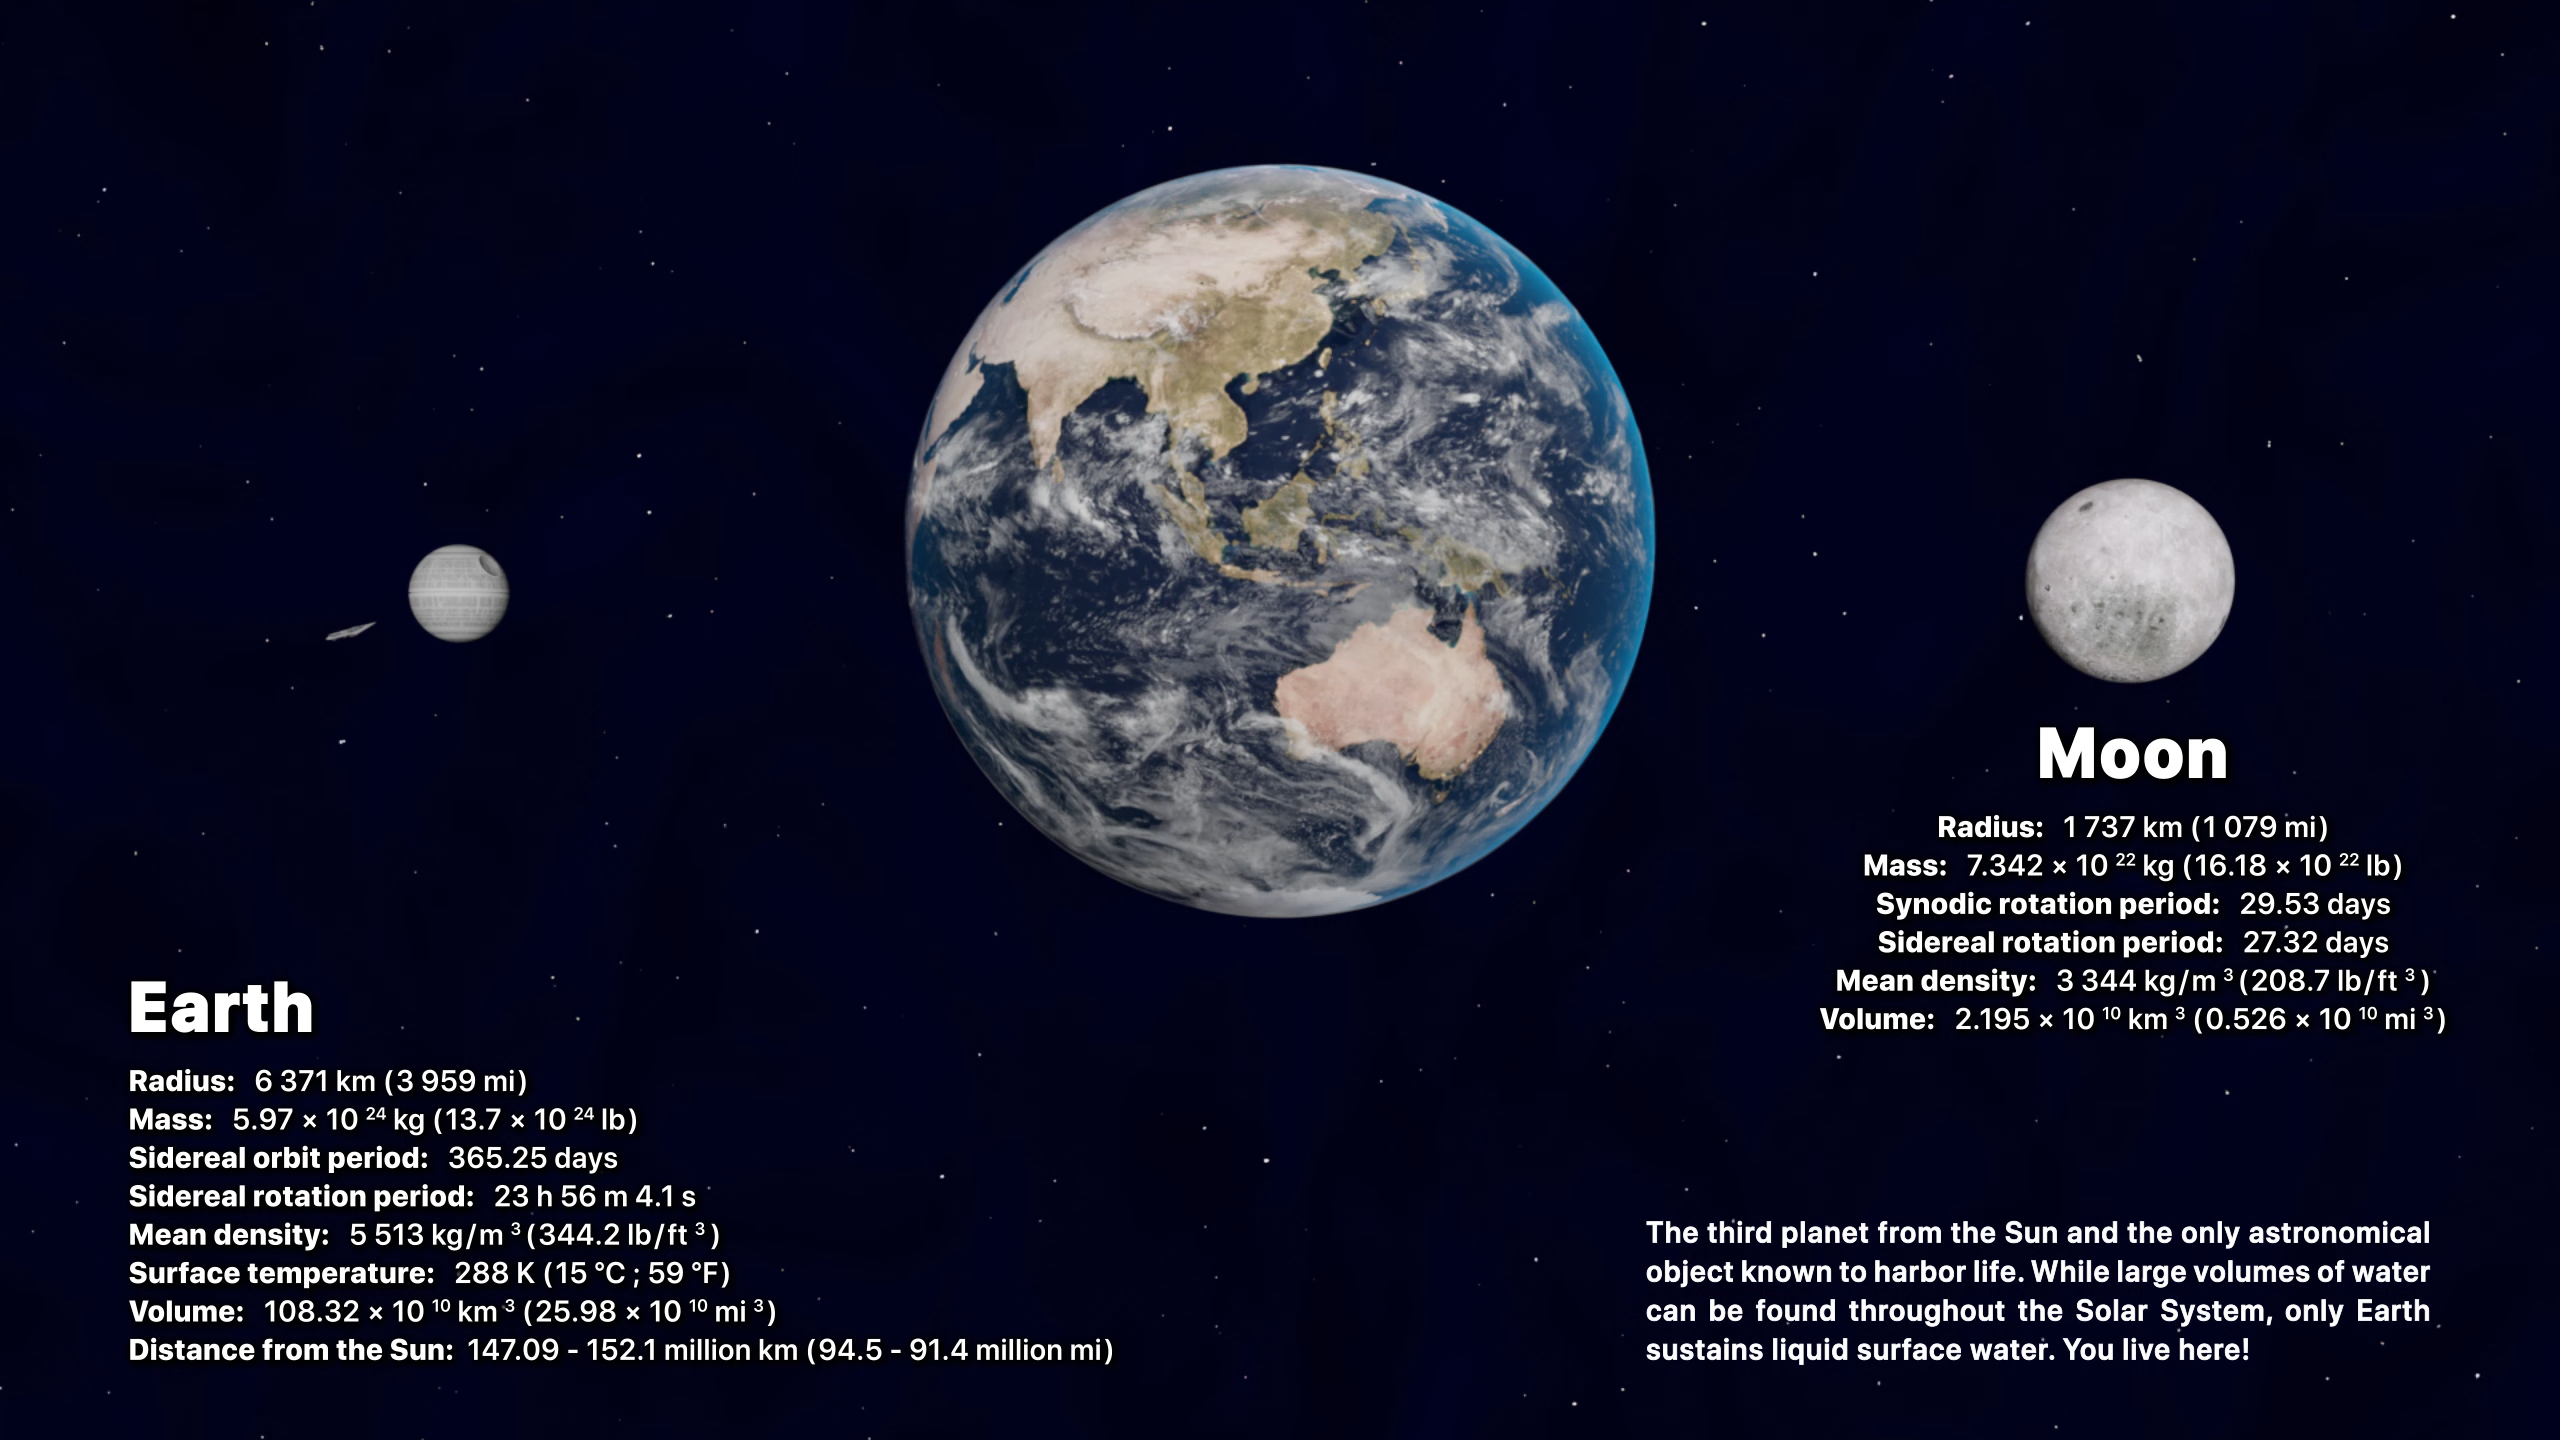 Moon
Radius: 1 737 km (1 079 mi)
Mass: 7.342 × 10 ²² kg (16.18 × 10 ²² lb)
Synodic rotation period: 29.53 days
Sidereal rotation period: 27.32 days
Mean density: 3 344 kg/m ³ (208.7 lb/ft ³ )
Volume: 2.195 × 10 ¹⁰ km ³ (0.526 × 10 ¹⁰ mi ³ )
Earth
Radius: 6 371 km (3 959 mi)
Mass: 5.97 × 10 ²⁴ kg (13.7 × 10 ²⁴ lb)
Sidereal orbit period: 365.25 days
Sidereal rotation period: 23 h 56 m 4.1 s
Mean density: 5 513 kg/m ³ (344.2 lb/ft ³ )
Surface temperature: 288 K (15 °C ; 59 °F)
Volume: 108.32 × 10 ¹⁰ km ³ (25.98 × 10 ¹⁰ mi ³ )
Distance from the Sun: 147.09 - 152.1 million km (94.5 - 91.4 million mi)
The third planet from the Sun and the only astronomical
object known to harbor life. While large volumes of water
can be found throughout the Solar System, only Earth
sustains liquid surface water. You live here!